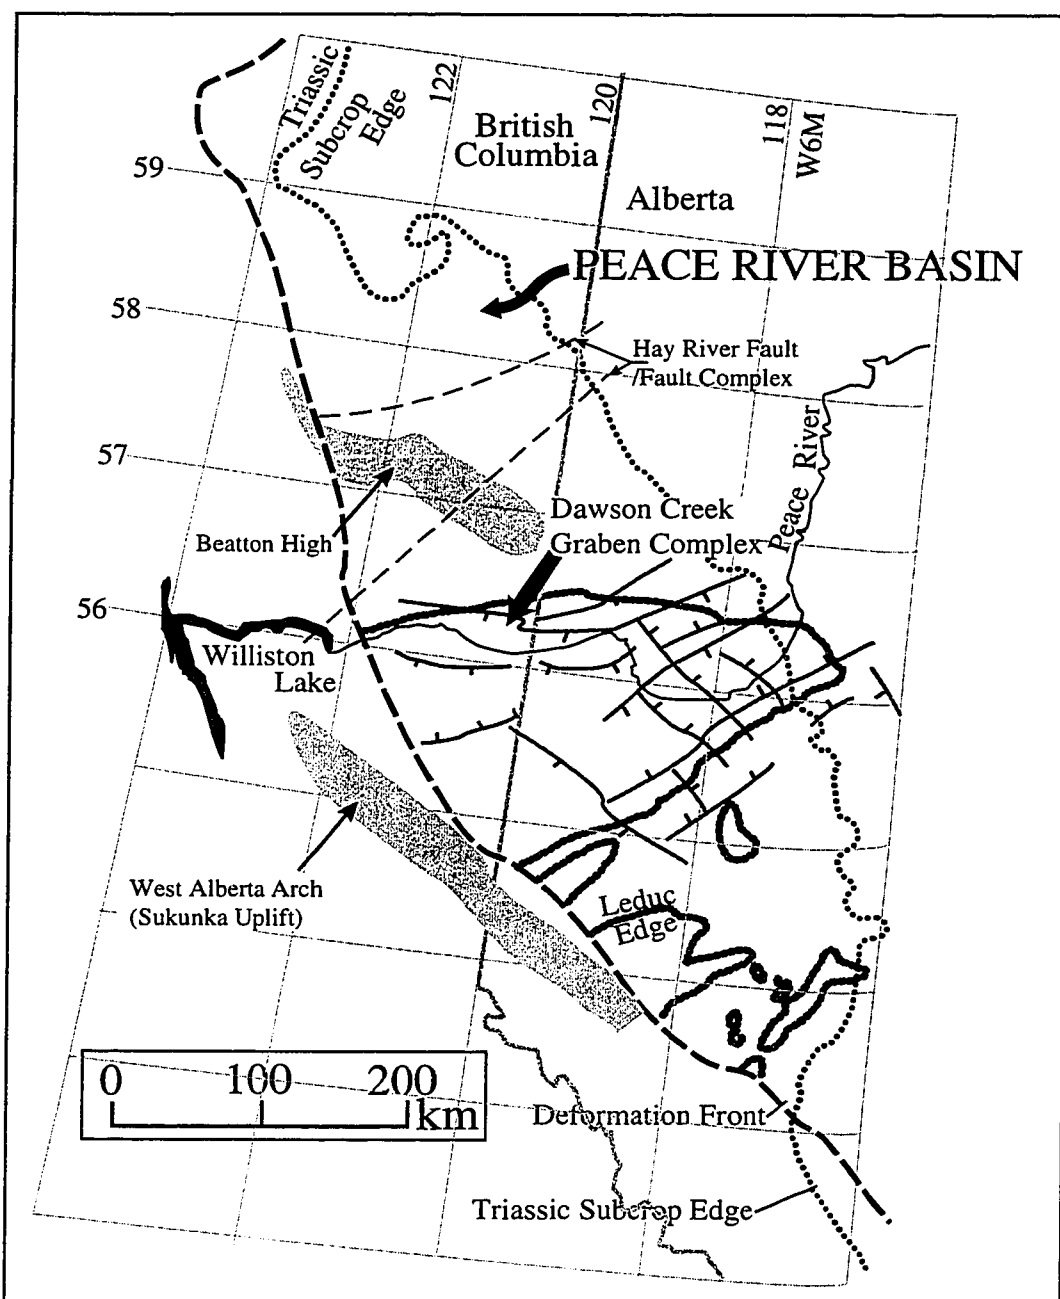 Triassic
Subcrop
Edge
122
120
118
W6M
British
Columbia
Alberta
59
PEACE RIVER BASIN
58
Hay River Fault
/Fault Complex
Peace River
57
Dawson Creek
Graben Complex
Beatton High
56
Williston
Lake
West Alberta Arch
(Sukunka Uplift)
Leduc
Edge
0 100 200
km
Deformation Front
Triassic Subcrop Edge